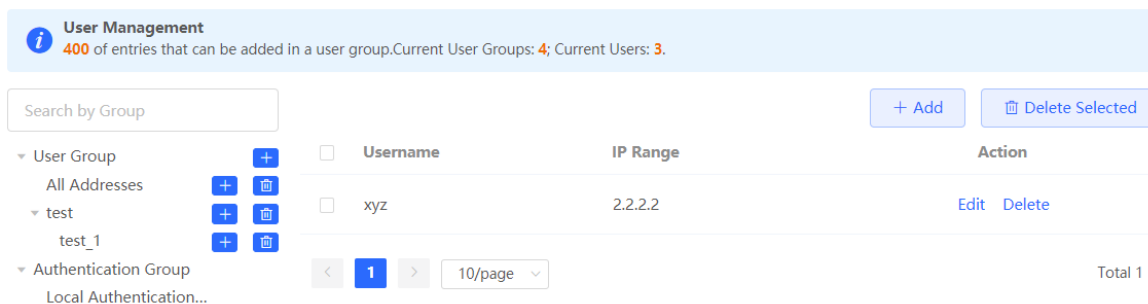 User Management
400 of entries that can be added in a user group.Current User Groups: 4; Current Users: 3.
Search by Group
+ Add
Delete Selected
User Group
All Addresses
test
test_1
Authentication Group
Local Authentication...
Username IP Range Action
xyz 2.2.2.2 Edit Delete
< 1 > 10/page Total 1